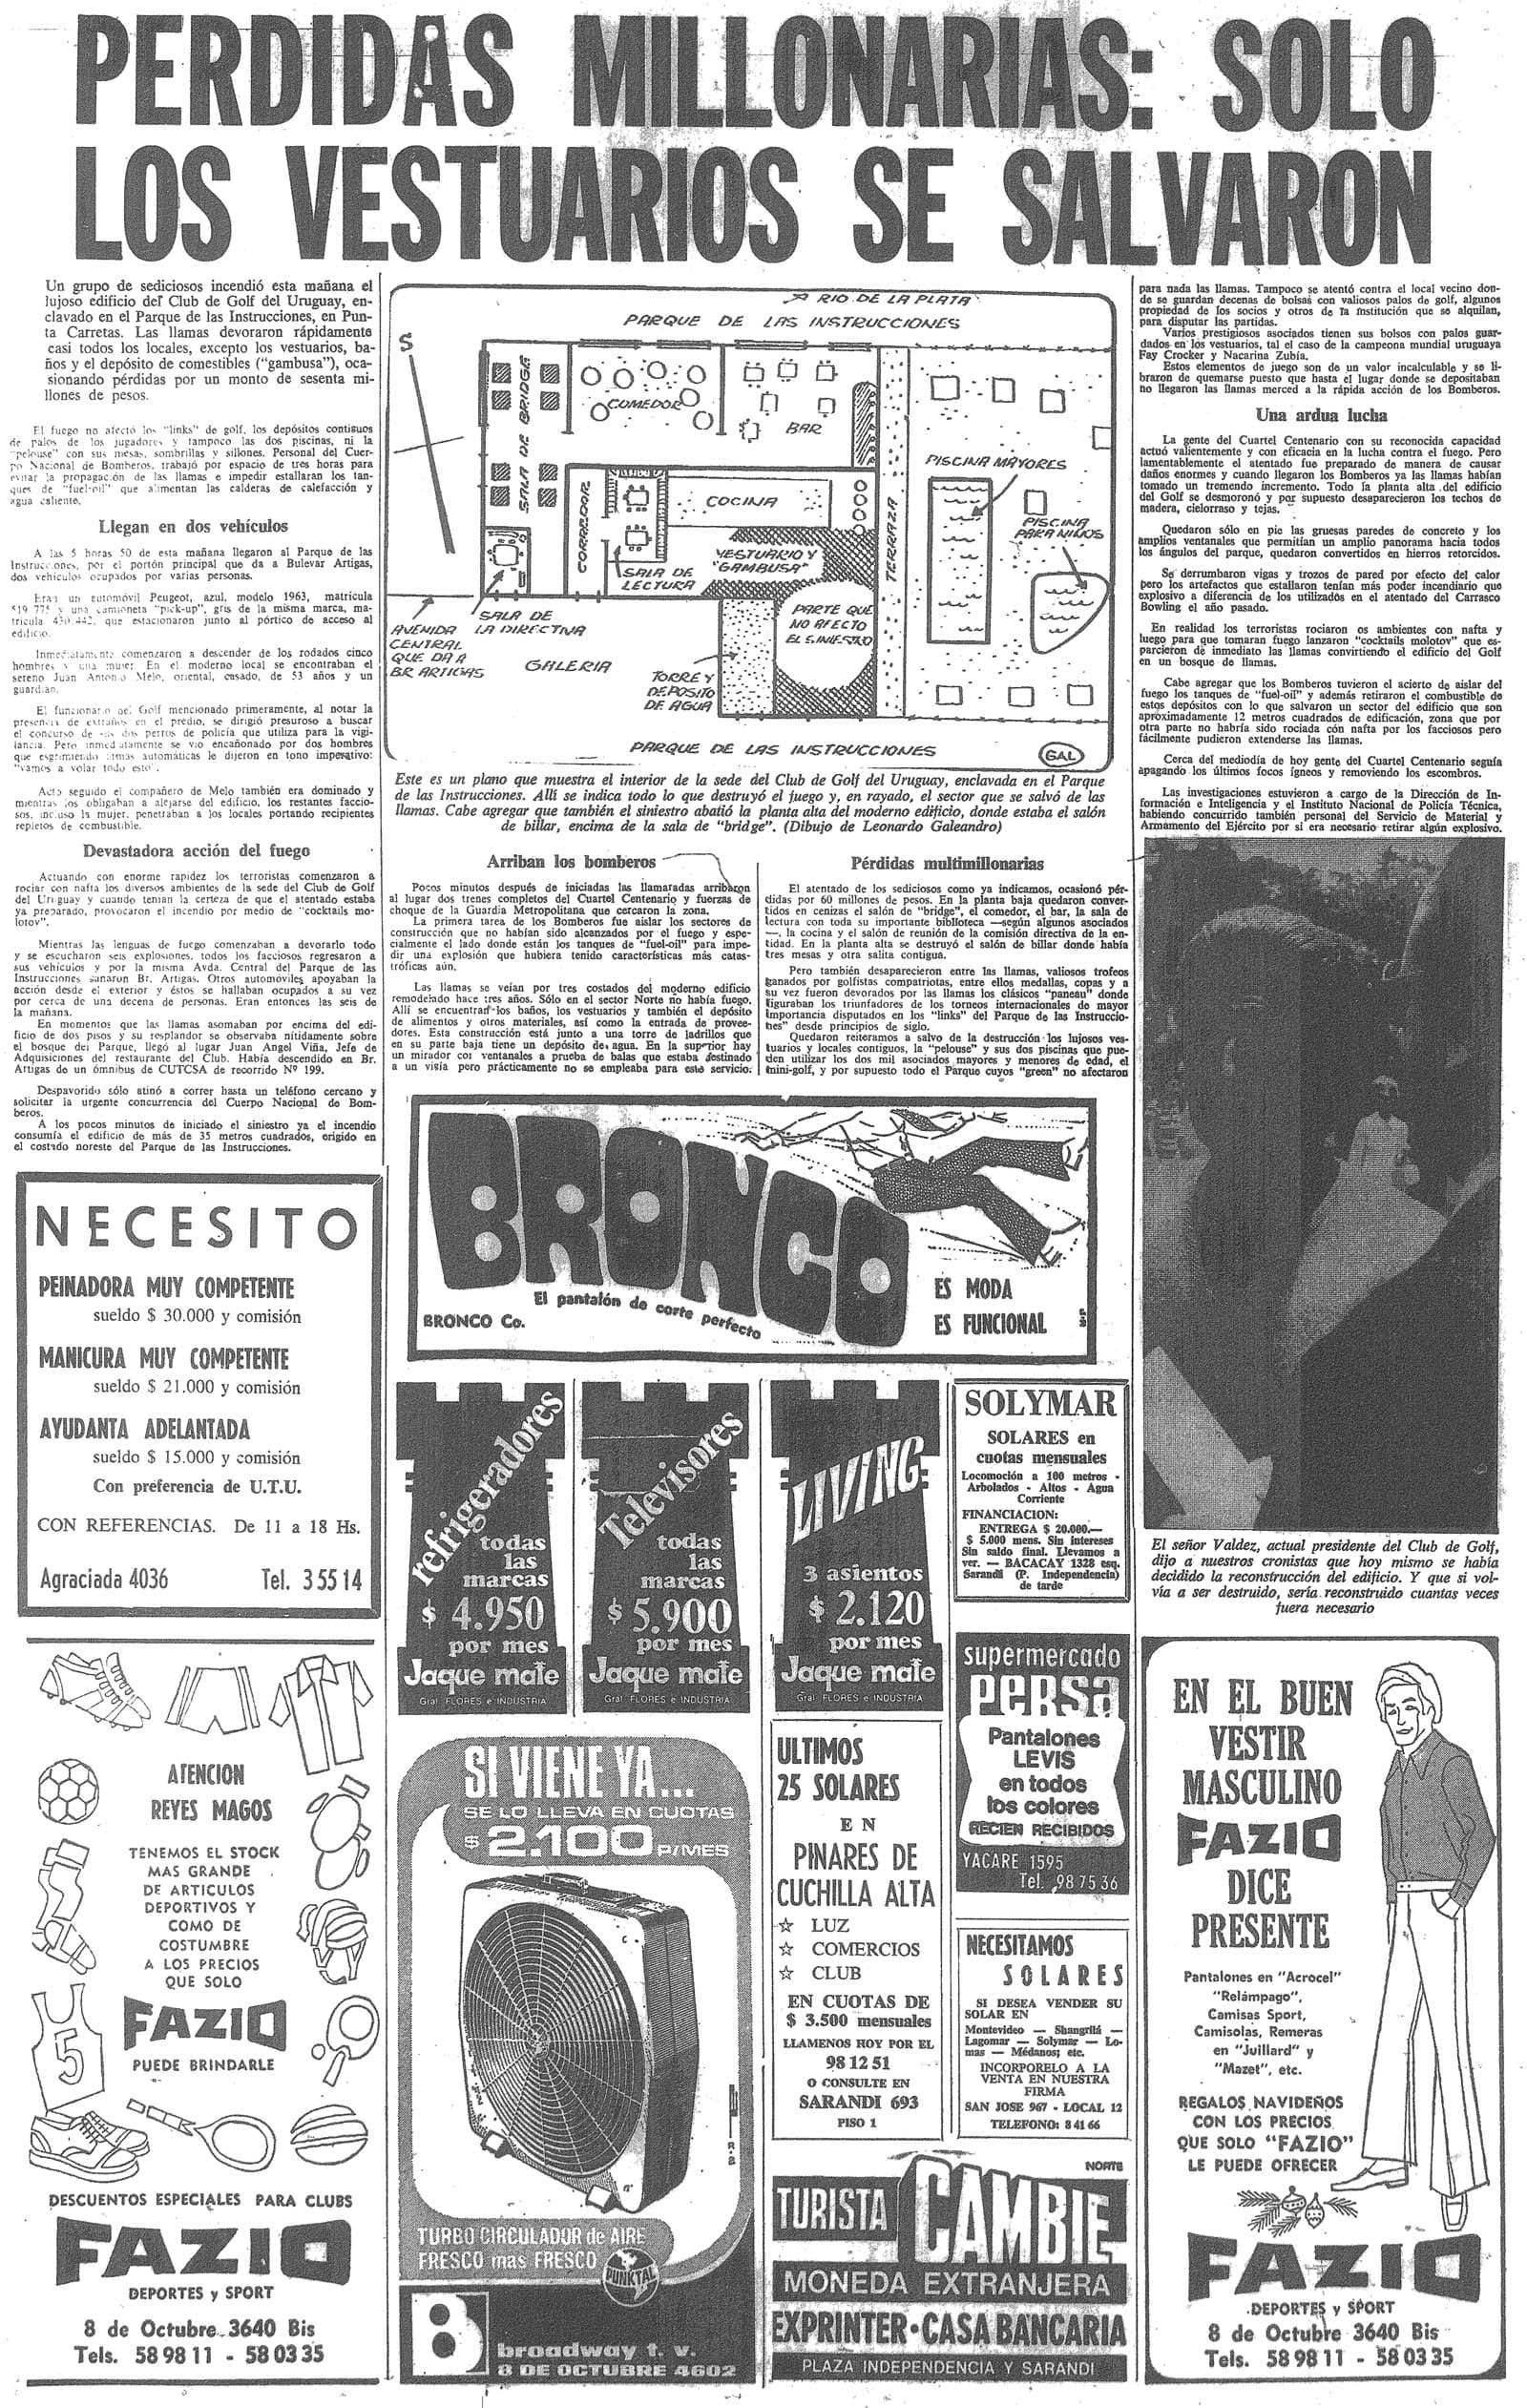 PERDIDAS MILLONARIAS: SOLO
LOS VESTUARIOS SE SALVARON
Un grupo de sediciosos incendió esta mañana el
lujoso edificio del Club de Golf del Uruguay, en-
clavado en el Parque de las Instrucciones, en Pun-
ta Carretas. Las llamas devoraron rápidamente
casi todos los locales, excepto los vestuarios, ba-
ños y el depósito de comestibles ("gambusa"), oca-
sionando pérdidas por un monto de sesenta mi-
llones de pesos.
El fuego no afectó los "links" de golf, los depósitos contiguos
de palos de los jugadores y tampoco las dos piscinas, ni la
"pelouse" con sus mesas, sombrillas y sillones. Personal del Cuer-
po Nacional de Bomberos, trabajó por espacio de tres horas para
evitar la propagación de las llamas e impedir estallaran los tan-
ques de "fuel-oil" que alimentan las calderas de calefacción y
agua caliente.
Llegan en dos vehículos
A las 5 horas 50 de esta mañana llegaron al Parque de las
Instrucciones, por el portón principal que da a Bulevar Artigas,
dos vehículos ocupados por varias personas.
Eran un automóvil Peugeot, azul, modelo 1963, matrícula
519.775 y una camioneta "pick-up", gris de la misma marca, ma-
trícula 430.442, que estacionaron junto al pórtico de acceso al
edificio.
Inmediatamente comenzaron a descender de los rodados cinco
hombres y una mujer. En el moderno local se encontraban el
sereno Juan Antonio Melo, oriental, casado, de 53 años y un
guardián.
El funcionario del Golf mencionado primeramente, al notar la
presencia de extraños en el predio, se dirigió presuroso a buscar
el concurso de sus dos perros de policía que utiliza para la vigi-
lancia. Pero inmediatamente se vio encañonado por dos hombres
que esgrimiendo armas automáticas le dijeron en tono imperativo:
"vamos a volar todo esto".
Acto seguido el compañero de Melo también era dominado y
mientras los obligaban a alejarse del edificio, los restantes faccio-
sos, incluso la mujer, penetraban a los locales portando recipientes
repletos de combustible.
Devastadora acción del fuego
Actuando con enorme rapidez los terroristas comenzaron a
rociar con nafta los diversos ambientes de la sede del Club de Golf
del Uruguay y cuando tenían la certeza de que el atentado estaba
ya preparado, provocaron el incendio por medio de "cocktails mo-
lotov".
Mientras las lenguas de fuego comenzaban a devorarlo todo
y se escucharon seis explosiones, todos los facciosos regresaron a
sus vehículos y por la misma Avda. Central del Parque de las
Instrucciones ganaron Br. Artigas. Otros automóviles apoyaban la
acción desde el exterior y éstos se hallaban ocupados a su vez
por cerca de una decena de personas. Eran entonces las seis de
la mañana.
En momentos que las llamas asomaban por encima del edi-
ficio de dos pisos y su resplandor se observaba nítidamente sobre
el bosque del Parque, llegó al lugar Juan Angel Viña, Jefe de
Adquisiciones del restaurante del Club. Había descendido en Br.
Artigas de un ómnibus de CUTCSA de recorrido Nº 199.
Despavorido sólo atinó a correr hasta un teléfono cercano y
solicitar la urgente concurrencia del Cuerpo Nacional de Bom-
beros.
A los pocos minutos de iniciado el siniestro ya el incendio
consumía el edificio de más de 35 metros cuadrados, erigido en
el costado noreste del Parque de las Instrucciones.
RIO DE LA PLATA
PARQUE DE LAS INSTRUCCIONES
S
SALA DE BRIDGE
COMEDOR
BAR
PISCINA MAYORES
COCINA
CORREDOR
TERRAZA
PISCINA
PARA NIÑOS
VESTUARIO Y
"GAMBUSA"
SALA DE
LECTURA
PARTE QUE
NO AFECTO
EL SINIESTRO
SALA DE
LA DIRECTIVA
AVENIDA
CENTRAL
QUE DA A
BR ARTIGAS
GALERIA
TORRE Y
DEPOSITO
DE AGUA
PARQUE DE LAS INSTRUCCIONES
GAL
Este es un plano que muestra el interior de la sede del Club de Golf del Uruguay, enclavada en el Parque
de las Instrucciones. Allí se indica todo lo que destruyó el fuego y, en rayado, el sector que se salvó de las
llamas. Cabe agregar que también el siniestro abatió la planta alta del moderno edificio, donde estaba el salón
de billar, encima de la sala de "bridge". (Dibujo de Leonardo Galeandro)
Arriban los bomberos
Pocos minutos después de iniciadas las llamaradas arribaron
al lugar dos trenes completos del Cuartel Centenario y fuerzas de
choque de la Guardia Metropolitana que cercaron la zona.
La primera tarea de los Bomberos fue aislar los sectores de
construcción que no habían sido alcanzados por el fuego y espe-
cialmente el lado donde están los tanques de "fuel-oil" para impe-
dir una explosión que hubiera tenido características más catas-
tróficas aún.
Las llamas se veían por tres costados del moderno edificio
remodelado hace tres años. Sólo en el sector Norte no había fuego.
Allí se encuentran los baños, los vestuarios y también el depósito
de alimentos y otros materiales, así como la entrada de provee-
dores. Esta construcción está junto a una torre de ladrillos que
en su parte baja tiene un depósito de agua. En la superior hay
un mirador con ventanales a prueba de balas que estaba destinado
a un vigía pero prácticamente no se empleaba para este servicio.
Pérdidas multimillonarias
El atentado de los sediciosos como ya indicamos, ocasionó pér-
didas por 60 millones de pesos. En la planta baja quedaron conver-
tidos en cenizas el salón de "bridge", el comedor, el bar, la sala de
lectura con toda su importante biblioteca —según algunos asociados
—, la cocina y el salón de reunión de la comisión directiva de la en-
tidad. En la planta alta se destruyó el salón de billar donde había
tres mesas y otra salita contigua.
Pero también desaparecieron entre las llamas, valiosos trofeos
ganados por golfistas compatriotas, entre ellos medallas, copas y a
su vez fueron devorados por las llamas los clásicos "paneau" donde
figuraban los triunfadores de los torneos internacionales de mayor
importancia disputados en los "links" del Parque de las Instruccio-
nes" desde principios de siglo.
Quedaron reiteramos a salvo de la destrucción los lujosos ves-
tuarios y locales contiguos, la "pelouse" y sus dos piscinas que pue-
den utilizar los dos mil asociados mayores y menores de edad, el
mini-golf, y por supuesto todo el Parque cuyos "green" no afectaron
para nada las llamas. Tampoco se atentó contra el local vecino don-
de se guardan decenas de bolsas con valiosos palos de golf, algunos
propiedad de los socios y otros de la institución que se alquilan,
para disputar las partidas.
Varios prestigiosos asociados tienen sus bolsos con palos guar-
dados en los vestuarios, tal el caso de la campeona mundial uruguaya
Fay Crocker y Nacarina Zubía.
Estos elementos de juego son de un valor incalculable y se li-
braron de quemarse puesto que hasta el lugar donde se depositaban
no llegaron las llamas merced a la rápida acción de los Bomberos.
Una ardua lucha
La gente del Cuartel Centenario con su reconocida capacidad
actuó valientemente y con eficacia en la lucha contra el fuego. Pero
lamentablemente el atentado fue preparado de manera de causar
daños enormes y cuando llegaron los Bomberos ya las llamas habían
tomado un tremendo incremento. Todo la planta alta del edificio
del Golf se desmoronó y por supuesto desaparecieron los techos de
madera, cielorraso y tejas.
Quedaron sólo en pie las gruesas paredes de concreto y los
amplios ventanales que permitían un amplio panorama hacia todos
los ángulos del parque, quedaron convertidos en hierros retorcidos.
Se derrumbaron vigas y trozos de pared por efecto del calor
pero los artefactos que estallaron tenían más poder incendiario que
explosivo a diferencia de los utilizados en el atentado del Carrasco
Bowling el año pasado.
En realidad los terroristas rociaron os ambientes con nafta y
luego para que tomaran fuego lanzaron "cocktails molotov" que es-
parcieron de inmediato las llamas convirtiendo el edificio del Golf
en un bosque de llamas.
Cabe agregar que los Bomberos tuvieron el acierto de aislar del
fuego los tanques de "fuel-oil" y además retiraron el combustible de
estos depósitos con lo que salvaron un sector del edificio que son
aproximadamente 12 metros cuadrados de edificación, zona que por
otra parte no habría sido rociada con nafta por los facciosos pero
fácilmente pudieron extenderse las llamas.
Cerca del mediodía de hoy gente del Cuartel Centenario seguía
apagando los últimos focos ígneos y removiendo los escombros.
Las investigaciones estuvieron a cargo de la Dirección de In-
formación e Inteligencia y el Instituto Nacional de Policía Técnica,
habiendo concurrido también personal del Servicio de Material y
Armamento del Ejército por si era necesario retirar algún explosivo.
El señor Valdez, actual presidente del Club de Golf,
dijo a nuestros cronistas que hoy mismo se había
decidido la reconstrucción del edificio. Y que si vol-
vía a ser destruido, sería reconstruido cuantas veces
fuera necesario
NECESITO
PEINADORA MUY COMPETENTE
sueldo $ 30.000 y comisión
MANICURA MUY COMPETENTE
sueldo $ 21.000 y comisión
AYUDANTA ADELANTADA
sueldo $ 15.000 y comisión
Con preferencia de U.T.U.
CON REFERENCIAS. De 11 a 18 Hs.
Agraciada 4036 Tel. 3 55 14
BRONCO
El pantalón de corte perfecto
BRONCO Co.
ES MODA
ES FUNCIONAL
refrigeradores
todas
las
marcas
$ 4.950
por mes
Jaque mate
Gral FLORES e INDUSTRIA
Televisores
todas
las
marcas
$ 5.900
por mes
Jaque mate
Gral FLORES e INDUSTRIA
LIVING
3 asientos
$ 2.120
por mes
Jaque mate
Gral FLORES e INDUSTRIA
SOLYMAR
SOLARES en
cuotas mensuales
Locomoción a 100 metros -
Arbolados - Altos - Agua
Corriente
FINANCIACION:
ENTREGA $ 20.000.—
$ 5.000 mens. Sin intereses
Sin saldo final. Llevamos a
ver. — BACACAY 1328 esq.
Sarandí (P. Independencia)
de tarde
supermercado
PERSA
Pantalones
LEVIS
en todos
los colores
RECIEN RECIBIDOS
YACARE 1595
Tel. 98 75 36
ATENCION
REYES MAGOS
TENEMOS EL STOCK
MAS GRANDE
DE ARTICULOS
DEPORTIVOS Y
COMO DE
COSTUMBRE
A LOS PRECIOS
QUE SOLO
FAZIO
PUEDE BRINDARLE
5
DESCUENTOS ESPECIALES PARA CLUBS
FAZIO
DEPORTES y SPORT
8 de Octubre 3640 Bis
Tels. 58 98 11 - 58 03 35
SI VIENE YA...
SE LO LLEVA EN CUOTAS
$ 2.100 P/MES
TURBO CIRCULADOR de AIRE
FRESCO mas FRESCO
PUNKTAL
B
broadway t. v.
8 DE OCTUBRE 4602
ULTIMOS
25 SOLARES
EN
PINARES DE
CUCHILLA ALTA
☆ LUZ
☆ COMERCIOS
☆ CLUB
EN CUOTAS DE
$ 3.500 mensuales
LLAMENOS HOY POR EL
98 12 51
O CONSULTE EN
SARANDI 693
PISO 1
NECESITAMOS
SOLARES
SI DESEA VENDER SU
SOLAR EN
Montevideo — Shangrilá —
Lagomar — Solymar — Lo-
mas — Médanos; etc.
INCORPORELO A LA
VENTA EN NUESTRA
FIRMA
SAN JOSE 967 - LOCAL 12
TELEFONO: 8 41 66
NORTE
TURISTA CAMBIE
MONEDA EXTRANJERA
EXPRINTER·CASA BANCARIA
PLAZA INDEPENDENCIA Y SARANDI
EN EL BUEN
VESTIR
MASCULINO
FAZIO
DICE
PRESENTE
Pantalones en "Acrocel"
"Relámpago",
Camisas Sport,
Camisolas, Remeras
en "Juillard" y
"Mazet", etc.
REGALOS NAVIDEÑOS
CON LOS PRECIOS
QUE SOLO "FAZIO"
LE PUEDE OFRECER
FAZIO
DEPORTES y SPORT
8 de Octubre 3640 Bis
Tels. 58 98 11 - 58 03 35